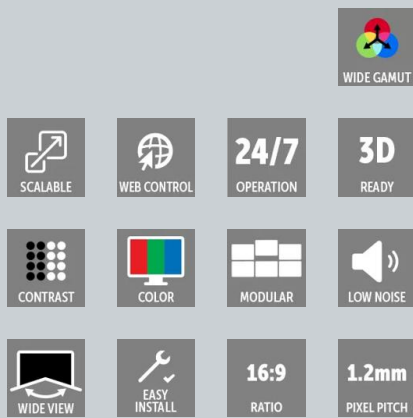 WIDE GAMUT
SCALABLE
WEB CONTROL
24/7
OPERATION
3D
READY
CONTRAST
COLOR
MODULAR
LOW NOISE
WIDE VIEW
EASY
INSTALL
16:9
RATIO
1.2mm
PIXEL PITCH